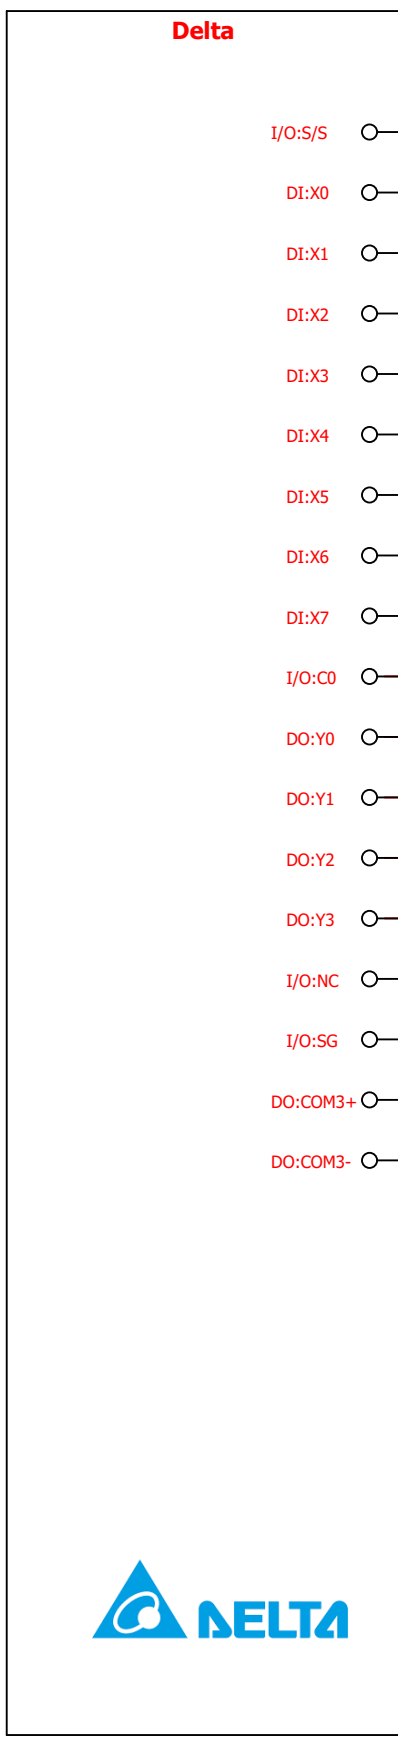 Delta
I/O:S/S
DI:X0
DI:X1
DI:X2
DI:X3
DI:X4
DI:X5
DI:X6
DI:X7
I/O:C0
DO:Y0
DO:Y1
DO:Y2
DO:Y3
I/O:NC
I/O:SG
DO:COM3+
DO:COM3-
DELTA